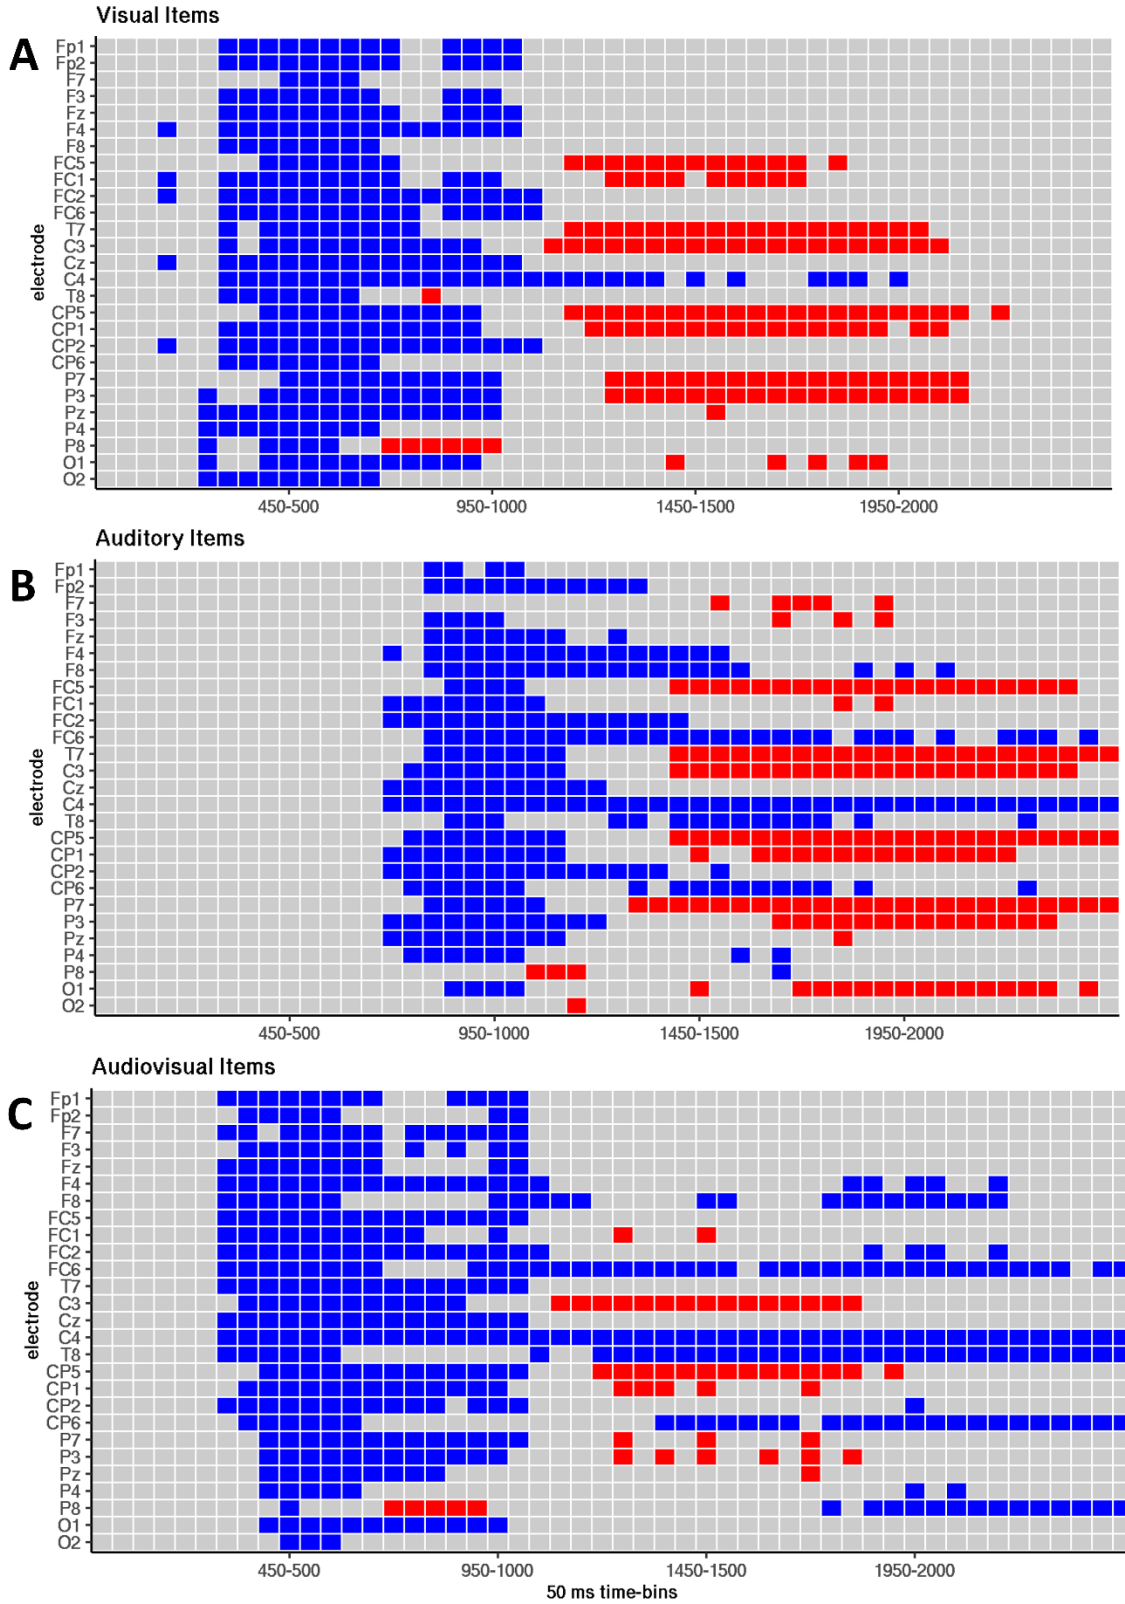 Visual Items
A
Fp1
Fp2
F7
F3
Fz
F4
F8
FC5
FC1
FC2
FC6
T7
C3
Cz
C4
T8
CP5
CP1
CP2
CP6
P7
P3
Pz
P4
P8
O1
O2
electrode
450-500 950-1000 1450-1500 1950-2000
Auditory Items
B
Fp1
Fp2
F7
F3
Fz
F4
F8
FC5
FC1
FC2
FC6
T7
C3
Cz
C4
T8
CP5
CP1
CP2
CP6
P7
P3
Pz
P4
P8
O1
O2
electrode
450-500 950-1000 1450-1500 1950-2000
Audiovisual Items
C
Fp1
Fp2
F7
F3
Fz
F4
F8
FC5
FC1
FC2
FC6
T7
C3
Cz
C4
T8
CP5
CP1
CP2
CP6
P7
P3
Pz
P4
P8
O1
O2
electrode
450-500 950-1000 1450-1500 1950-2000
50 ms time-bins